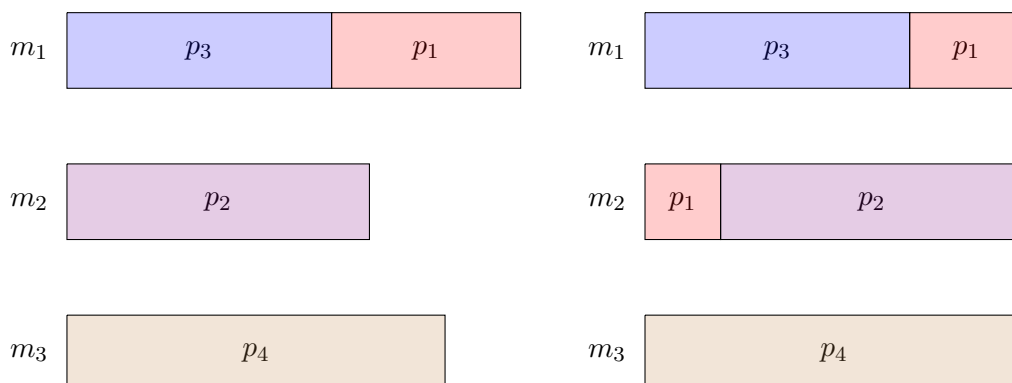 m₁ p₃ p₁ m₁ p₃ p₁
m₂ p₂ m₂ p₁ p₂
m₃ p₄ m₃ p₄